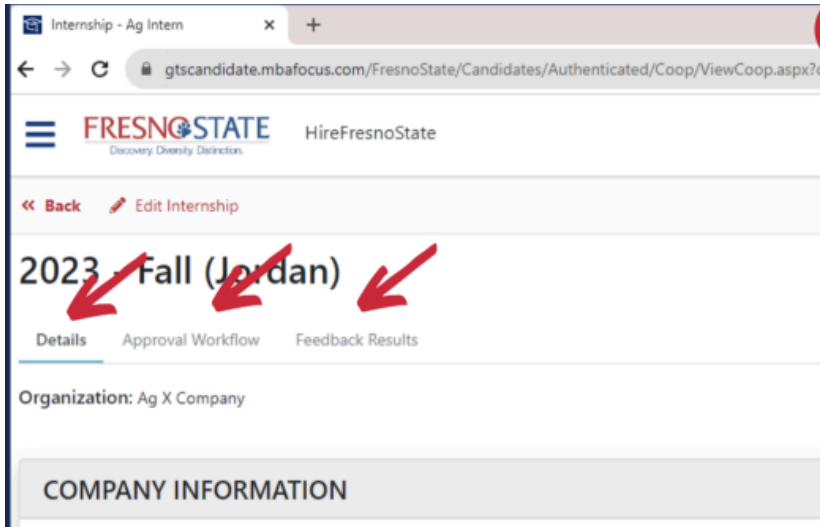 Internship - Ag Intern
gtscandidate.mbafocus.com/FresnoState/Candidates/Authenticated/Coop/ViewCoop.aspx?
FRESNO STATE
Discovery. Diversity. Distinction.
HireFresnoState
Back Edit Internship
2023 - Fall (Jordan)
Details Approval Workflow Feedback Results
Organization: Ag X Company
COMPANY INFORMATION